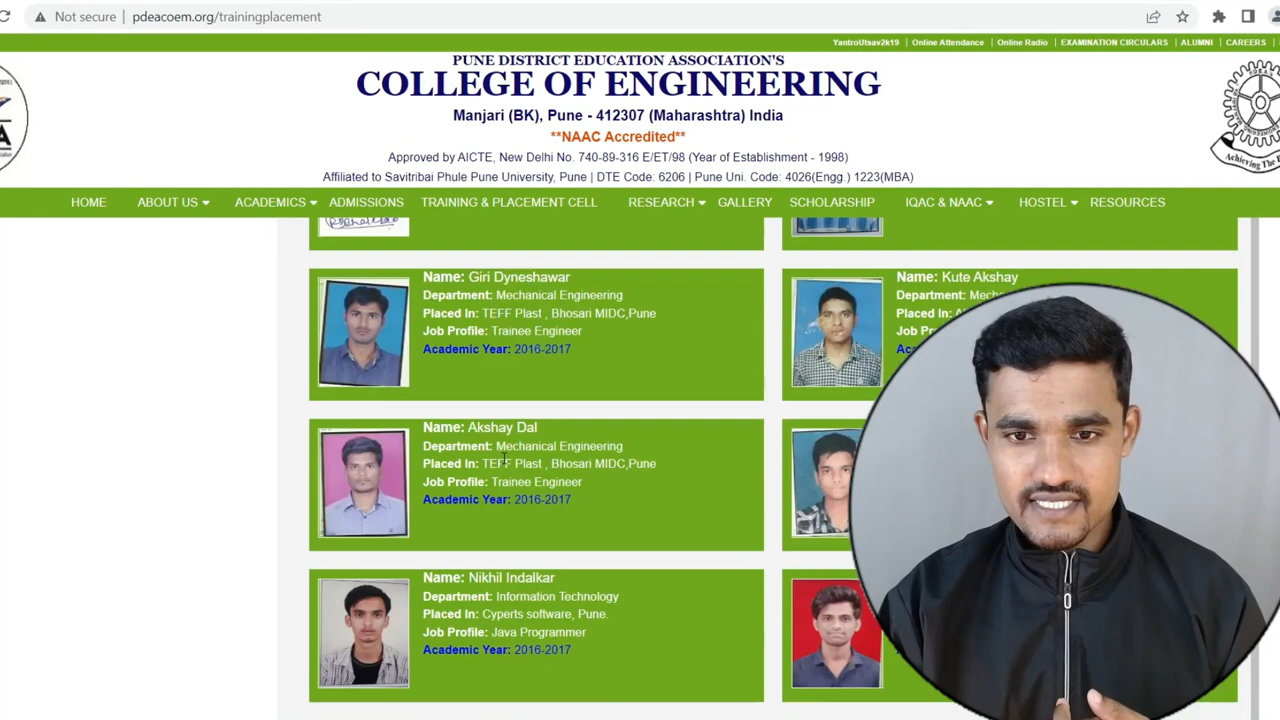 Not secure
pdeacoem.org/trainingplacement
YantroUtsav2k19 | Online Attendance | Online Radio | EXAMINATION CIRCULARS | ALUMNI | CAREERS
PUNE DISTRICT EDUCATION ASSOCIATION'S
COLLEGE OF ENGINEERING
Manjari (BK), Pune - 412307 (Maharashtra) India
**NAAC Accredited**
Approved by AICTE, New Delhi No. 740-89-316 E/ET/98 (Year of Establishment - 1998)
Affiliated to Savitribai Phule Pune University, Pune | DTE Code: 6206 | Pune Uni. Code: 4026(Engg.) 1223(MBA)
Achieving The
HOME ABOUT US ACADEMICS ADMISSIONS TRAINING & PLACEMENT CELL RESEARCH GALLERY SCHOLARSHIP IQAC & NAAC HOSTEL RESOURCES
Name: Giri Dyneshawar
Department: Mechanical Engineering
Placed In: TEFF Plast , Bhosari MIDC,Pune
Job Profile: Trainee Engineer
Academic Year: 2016-2017
Name: Kute Akshay
Department:
Placed In:
Name: Akshay Dal
Department: Mechanical Engineering
Placed In: TEFF Plast , Bhosari MIDC,Pune
Job Profile: Trainee Engineer
Academic Year: 2016-2017
Name: Nikhil Indalkar
Department: Information Technology
Placed In: Cyperts software, Pune.
Job Profile: Java Programmer
Academic Year: 2016-2017